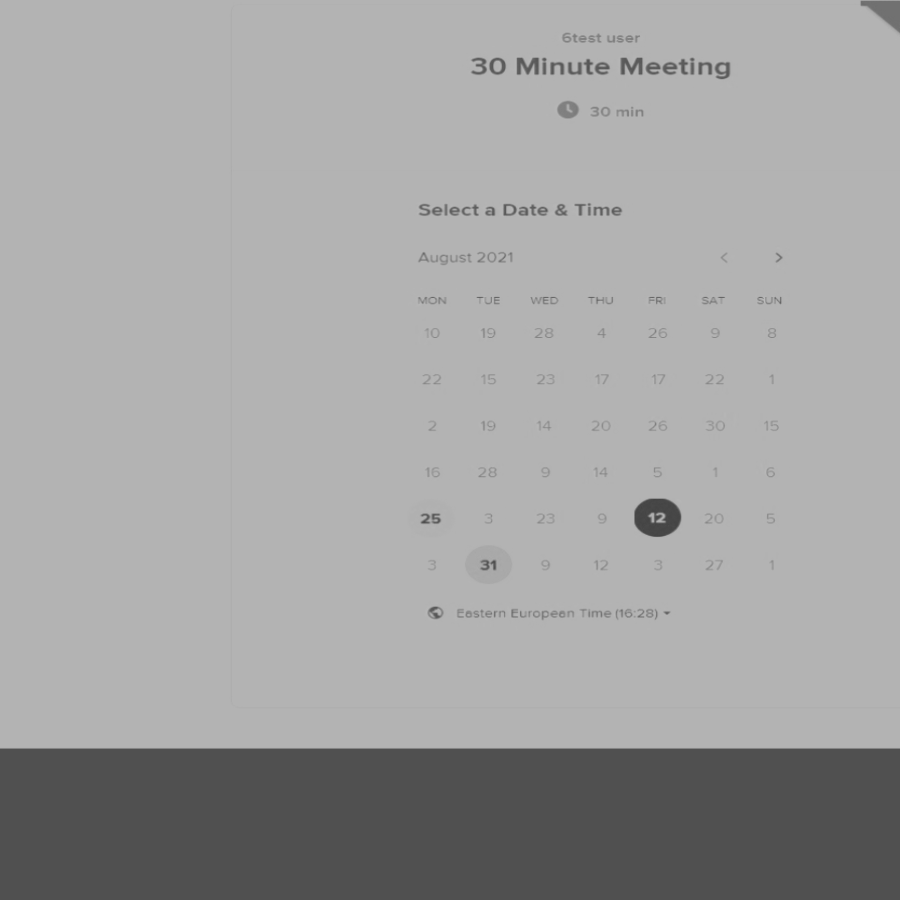 6test user
30 Minute Meeting
30 min
Select a Date & Time
August 2021
MON TUE WED THU FRI SAT SUN
10 19 28 4 26 9 8
22 15 23 17 17 22 1
2 19 14 20 26 30 15
16 28 9 14 5 1 6
25 3 23 9 12 20 5
3 31 9 12 3 27 1
Eastern European Time (16:28)